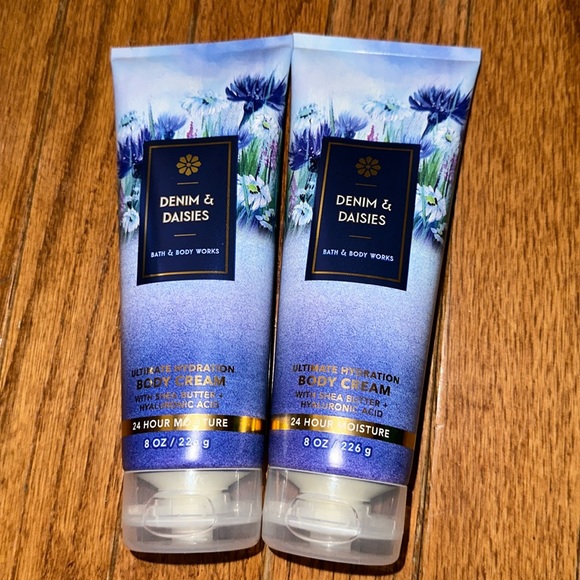 DENIM &
DAISIES
BATH & BODY WORKS
ULTIMATE HYDRATION
BODY CREAM
WITH SHEA BUTTER +
HYALURONIC ACID
24 HOUR MOISTURE
8 OZ / 226 g
DENIM &
DAISIES
BATH & BODY WORKS
ULTIMATE HYDRATION
BODY CREAM
WITH SHEA BUTTER +
HYALURONIC ACID
24 HOUR MOISTURE
8 OZ / 226 g